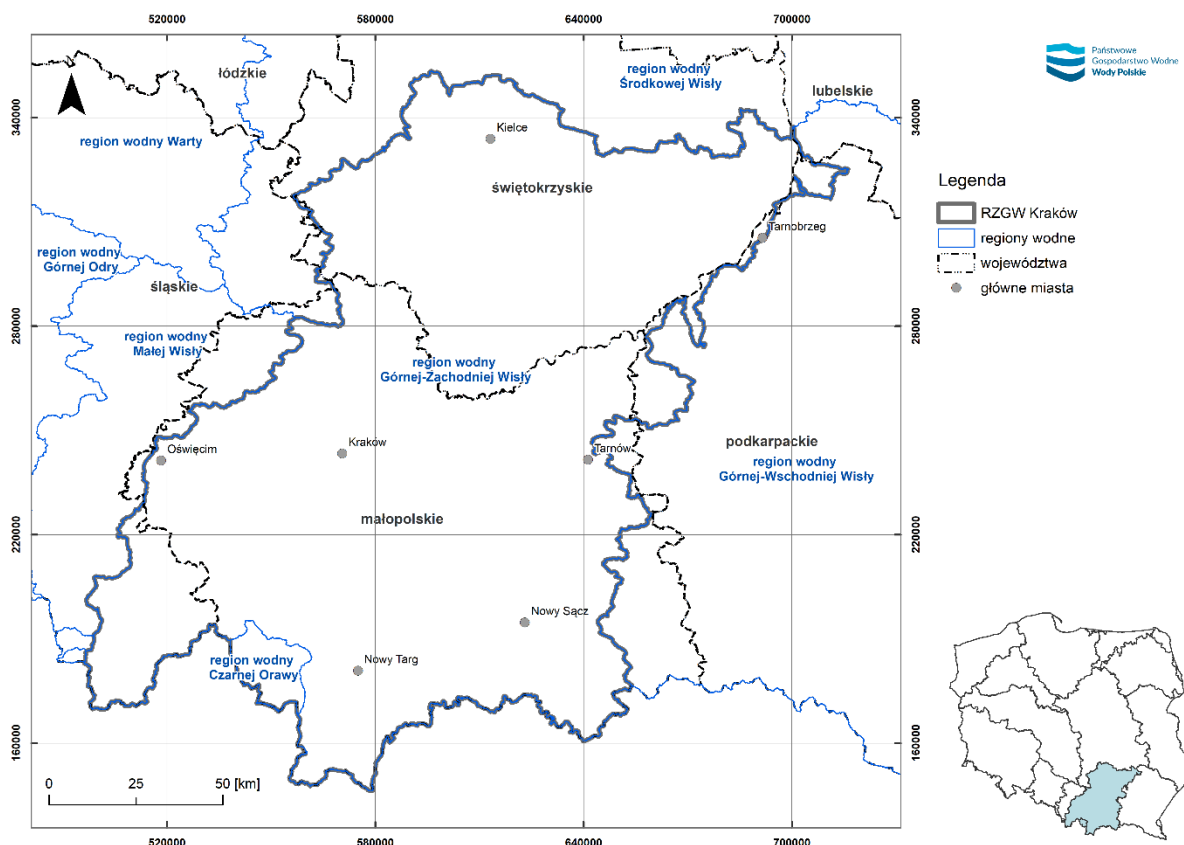 520000
580000
640000
700000
łódzkie
region wodny
Środkowej Wisły
lubelskie
340000
340000
region wodny Warty
Kielce
świętokrzyskie
Tarnobrzeg
region wodny
Górnej Odry
śląskie
280000
280000
region wodny
Małej Wisły
region wodny
Górnej-Zachodniej Wisły
Oświęcim
Kraków
Tarnów
podkarpackie
region wodny
Górnej-Wschodniej Wisły
małopolskie
220000
220000
Nowy Sącz
region wodny
Czarnej Orawy
Nowy Targ
160000
160000
0
25
50 [km]
520000
580000
640000
700000
Państwowe
Gospodarstwo Wodne
Wody Polskie
Legenda
RZGW Kraków
regiony wodne
województwa
główne miasta